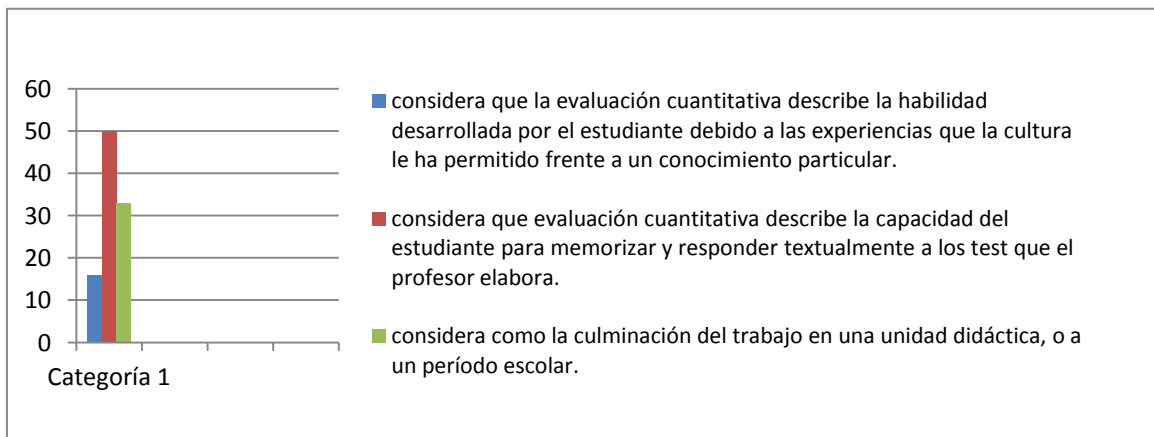 60
50
40
30
20
10
0
Categoría 1
considera que la evaluación cuantitativa describe la habilidad
desarrollada por el estudiante debido a las experiencias que la cultura
le ha permitido frente a un conocimiento particular.
considera que evaluación cuantitativa describe la capacidad del
estudiante para memorizar y responder textualmente a los test que el
profesor elabora.
considera como la culminación del trabajo en una unidad didáctica, o a
un período escolar.